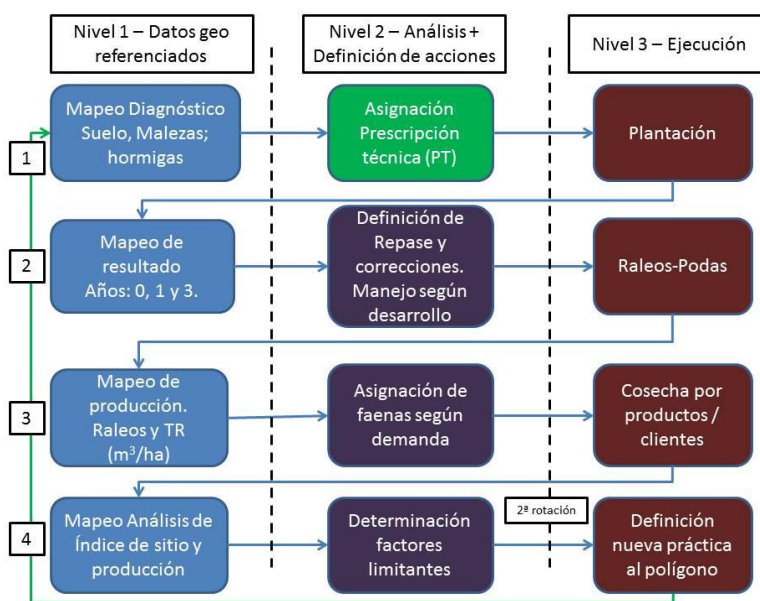 Nivel 1 – Datos geo
referenciados
Nivel 2 – Análisis +
Definición de acciones
Nivel 3 – Ejecución
1
Mapeo Diagnóstico
Suelo, Malezas;
hormigas
Asignación
Prescripción
técnica (PT)
Plantación
2
Mapeo de
resultado
Años: 0, 1 y 3.
Definición de
Repase y
correcciones.
Manejo según
desarrollo
Raleos-Podas
3
Mapeo de
producción.
Raleos y TR
(m³/ha)
Asignación de
faenas según
demanda
Cosecha por
productos /
clientes
4
Mapeo Análisis de
Índice de sitio y
producción
Determinación
factores
limitantes
2ª rotación
Definición
nueva práctica
al polígono